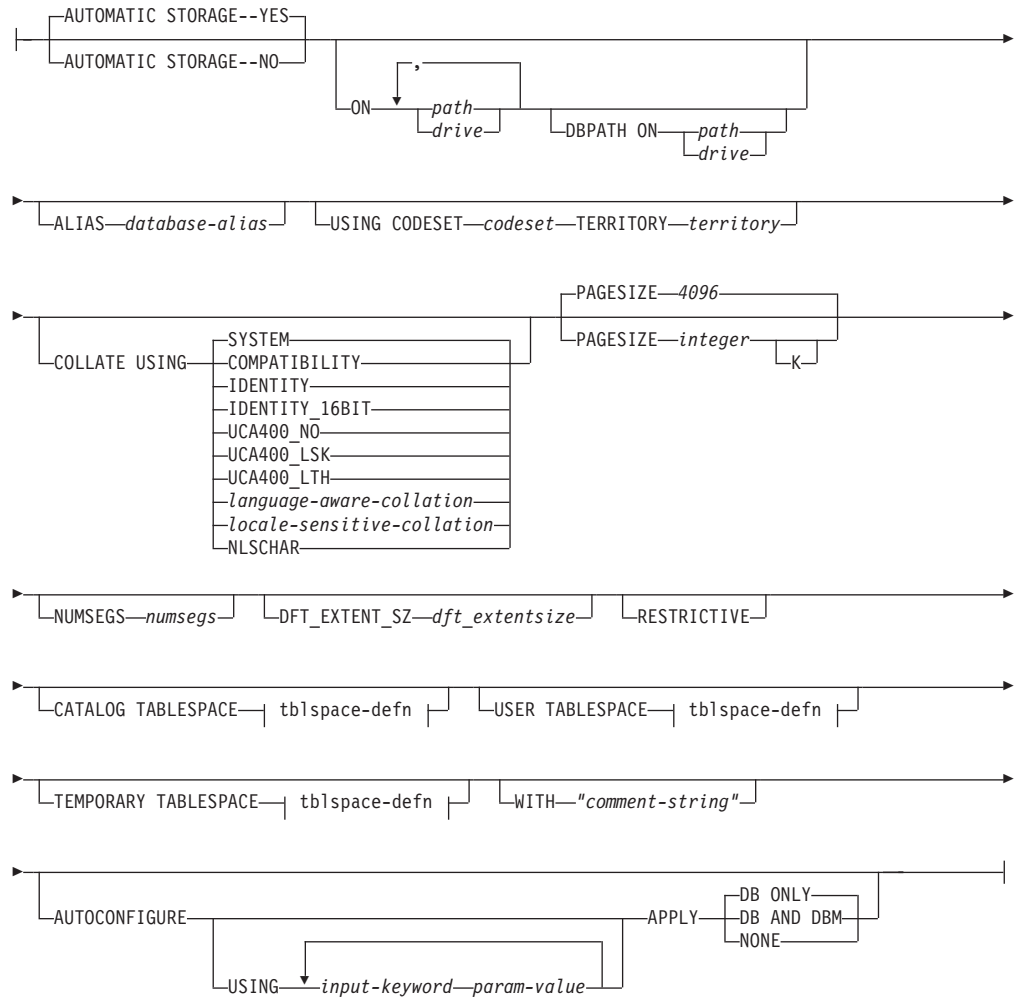 AUTOMATIC STORAGE--YES
AUTOMATIC STORAGE--NO
,
ON path
drive
DBPATH ON path
drive
ALIAS database-alias USING CODESET codeset TERRITORY territory
PAGESIZE 4096
COLLATE USING SYSTEM PAGESIZE integer K
COMPATIBILITY
IDENTITY
IDENTITY_16BIT
UCA400_NO
UCA400_LSK
UCA400_LTH
language-aware-collation
locale-sensitive-collation
NLSCHAR
NUMSEGS numsegs DFT_EXTENT_SZ dft_extentsize RESTRICTIVE
CATALOG TABLESPACE tblspace-defn USER TABLESPACE tblspace-defn
TEMPORARY TABLESPACE tblspace-defn WITH "comment-string"
AUTOCONFIGURE APPLY DB ONLY
DB AND DBM
NONE
USING input-keyword param-value